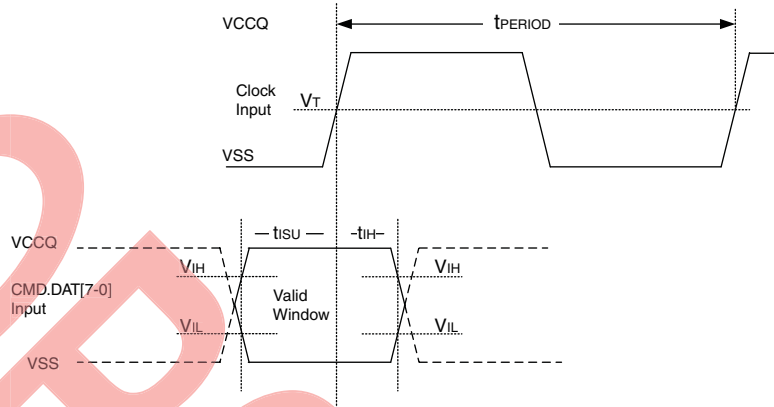 VCCQ
tPERIOD
Clock
Input
VT
VSS
VCCQ
tISU
tIH
VIH
VIH
CMD.DAT[7-0]
Input
Valid
Window
VIL
VIL
VSS